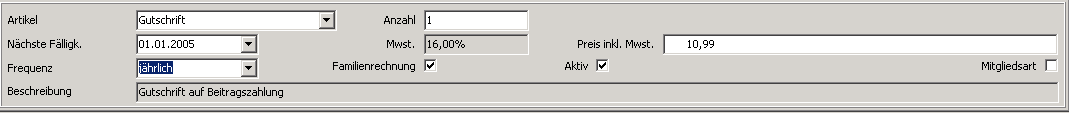 Artikel Gutschrift Anzahl 1
Nächste Fälligk. 01.01.2005 Mwst. 16,00% Preis inkl. Mwst. 10,99
Frequenz jährlich Familienrechnung Aktiv Mitgliedsart
Beschreibung Gutschrift auf Beitragszahlung